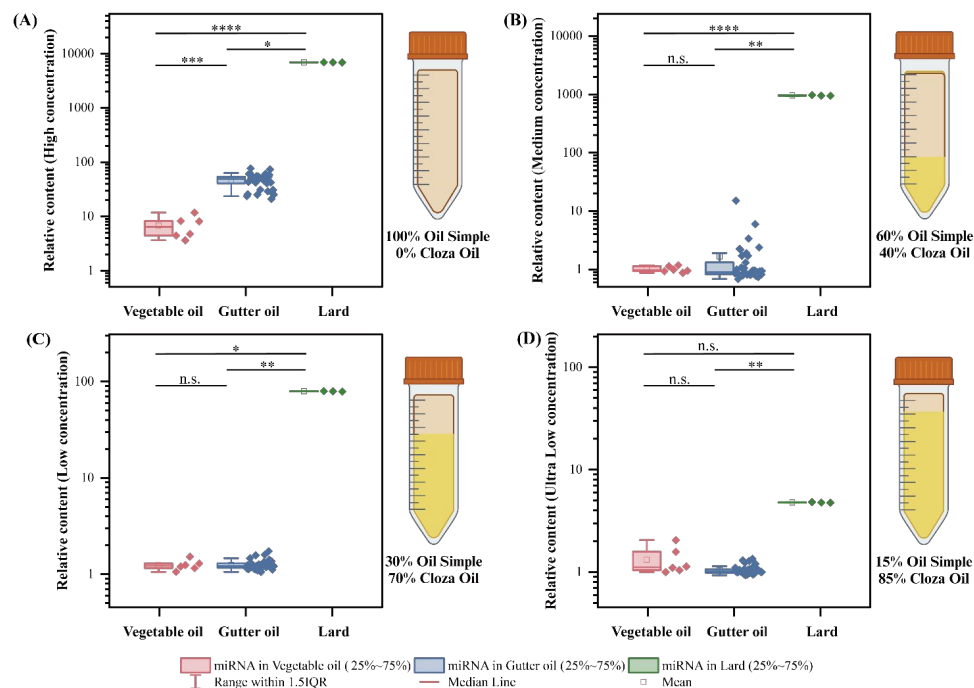 (A)
Relative content (High concentration)
10000
1000
100
10
1
****
*
***
Vegetable oil Gutter oil Lard
100% Oil Simple
0% Cloza Oil
(B)
Relative content (Medium concentration)
10000
1000
100
10
1
****
**
n.s.
Vegetable oil Gutter oil Lard
60% Oil Simple
40% Cloza Oil
(C)
Relative content (Low concentration)
100
10
1
*
**
n.s.
Vegetable oil Gutter oil Lard
30% Oil Simple
70% Cloza Oil
(D)
Relative content (Ultra Low concentration)
100
10
1
n.s.
**
n.s.
Vegetable oil Gutter oil Lard
15% Oil Simple
85% Cloza Oil
miRNA in Vegetable oil (25%~75%) miRNA in Gutter oil (25%~75%) miRNA in Lard (25%~75%)
Range within 1.5IQR Median Line Mean